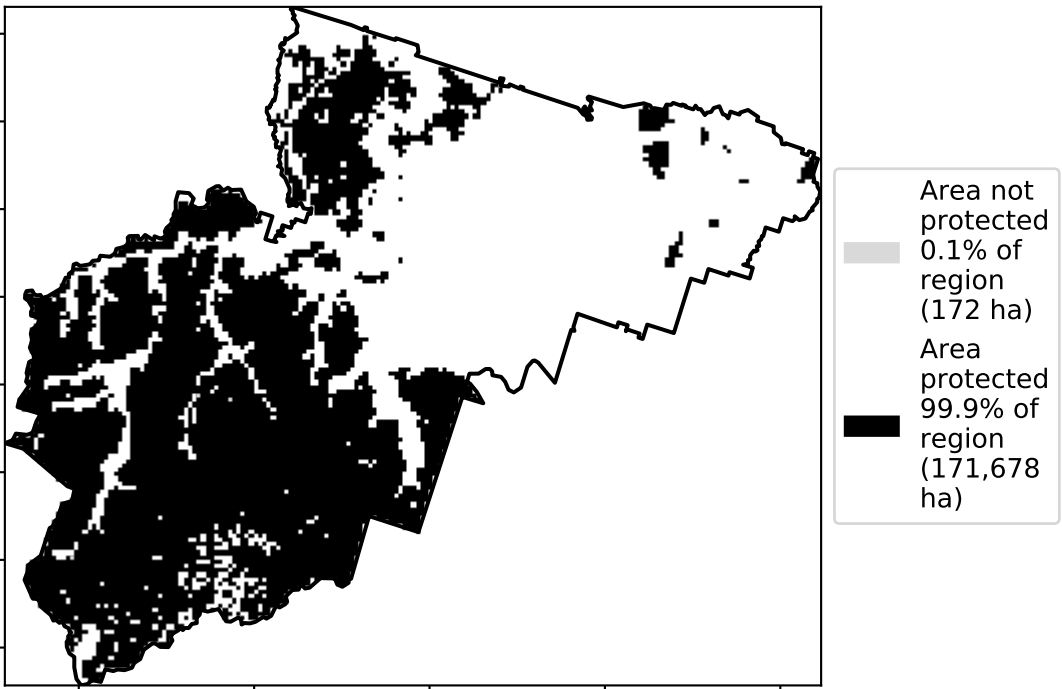 Area not
protected
0.1% of
region
(172 ha)
Area
protected
99.9% of
region
(171,678
ha)